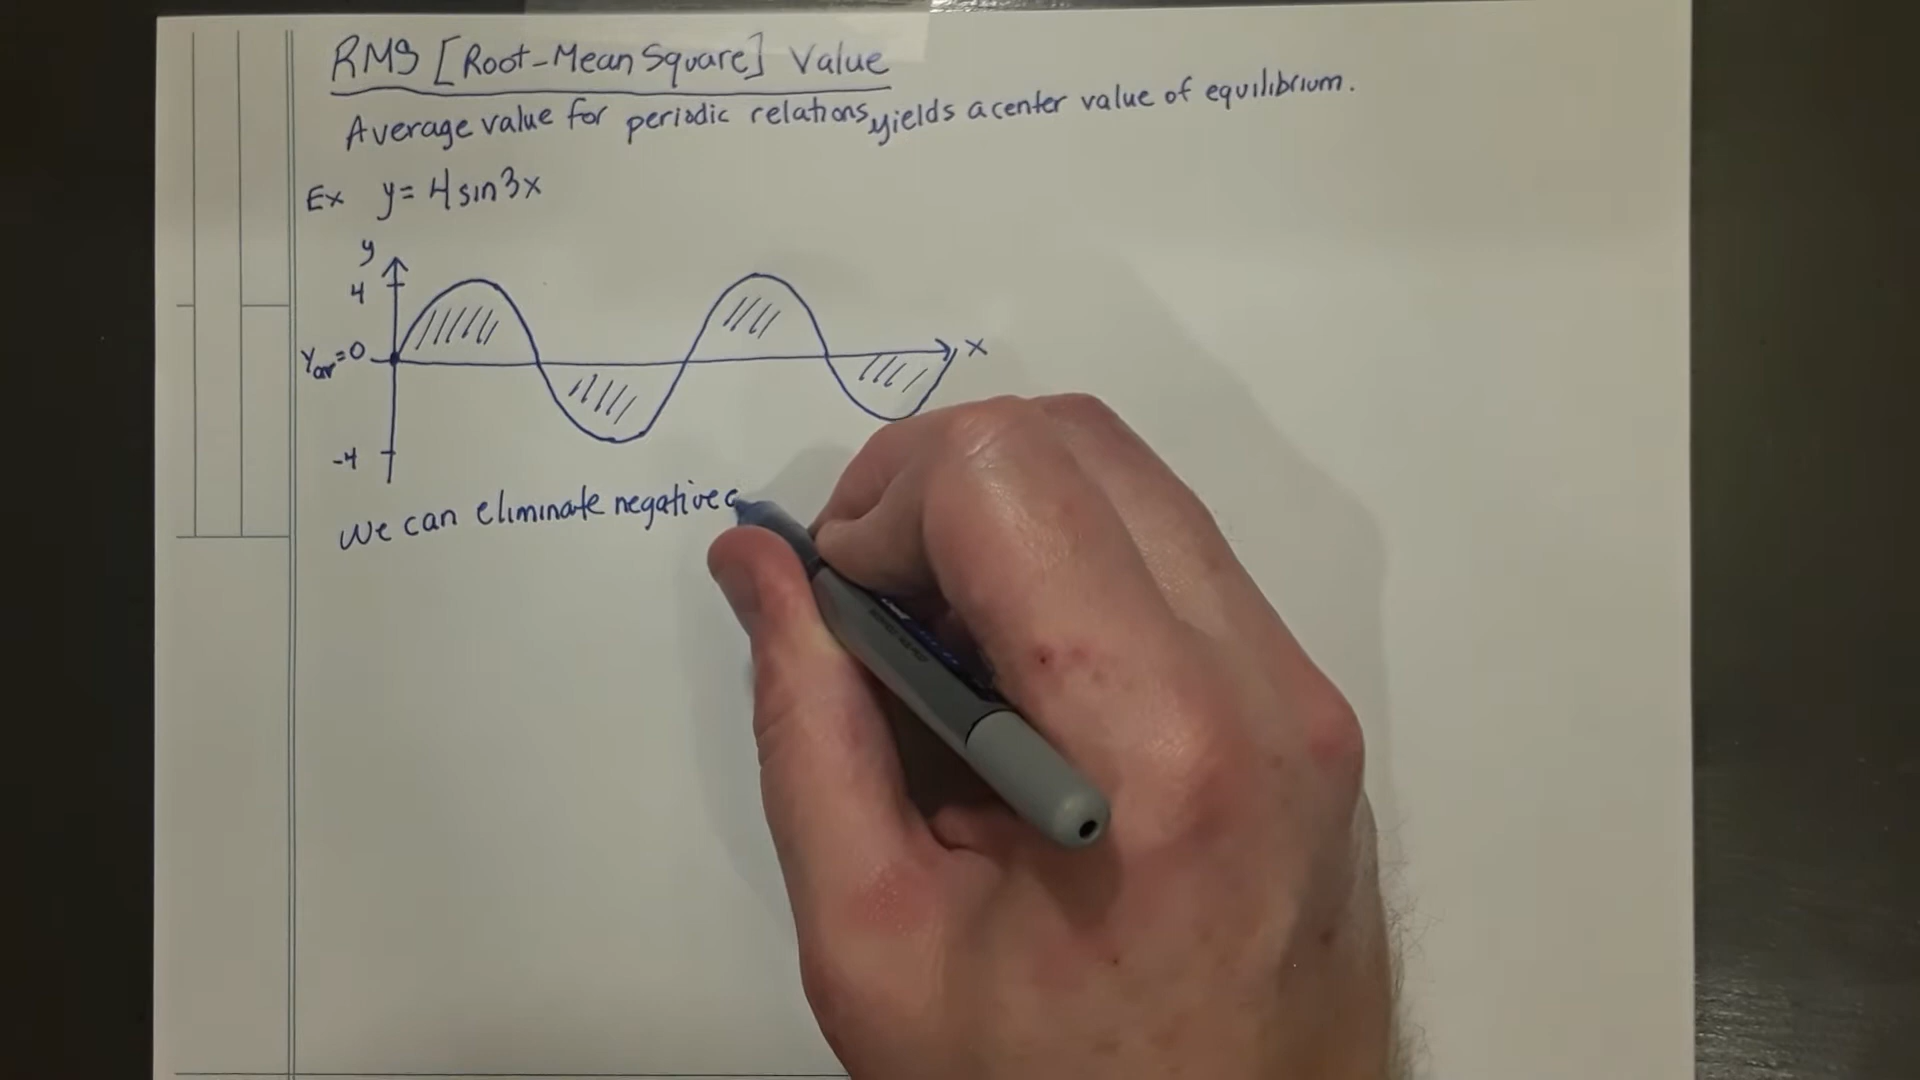 RMS [Root-Mean Square] Value
Average value for periodic relations, yields a center value of equilibrium.
Ex y = 4 sin 3x
y
4
Yav = 0
x
-4
We can eliminate negative